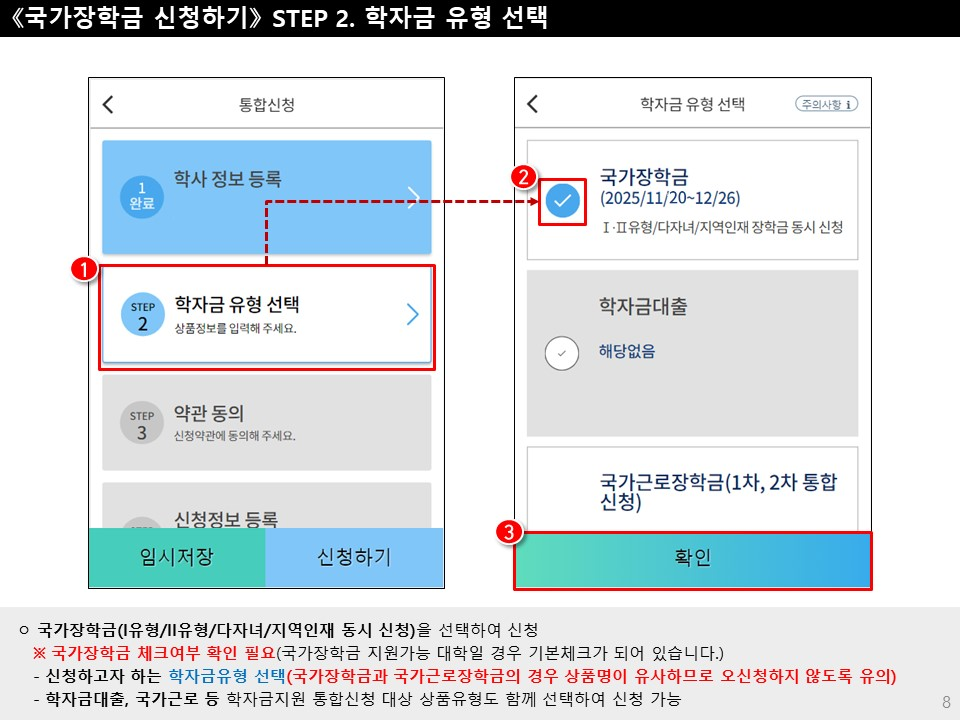 《국가장학금 신청하기》 STEP 2. 학자금 유형 선택
통합신청
1
완료
학사 정보 등록
1
STEP
2
학자금 유형 선택
상품정보를 입력해 주세요.
STEP
3
약관 동의
신청약관에 동의해 주세요.
신청정보 등록
임시저장
신청하기
학자금 유형 선택
주의사항 i
2
국가장학금
(2025/11/20~12/26)
Ⅰ·Ⅱ유형/다자녀/지역인재 장학금 동시 신청
학자금대출
해당없음
국가근로장학금(1차, 2차 통합
신청)
3
확인
○ 국가장학금(I유형/II유형/다자녀/지역인재 동시 신청)을 선택하여 신청
※ 국가장학금 체크여부 확인 필요(국가장학금 지원가능 대학일 경우 기본체크가 되어 있습니다.)
- 신청하고자 하는 학자금유형 선택(국가장학금과 국가근로장학금의 경우 상품명이 유사하므로 오신청하지 않도록 유의)
- 학자금대출, 국가근로 등 학자금지원 통합신청 대상 상품유형도 함께 선택하여 신청 가능
8